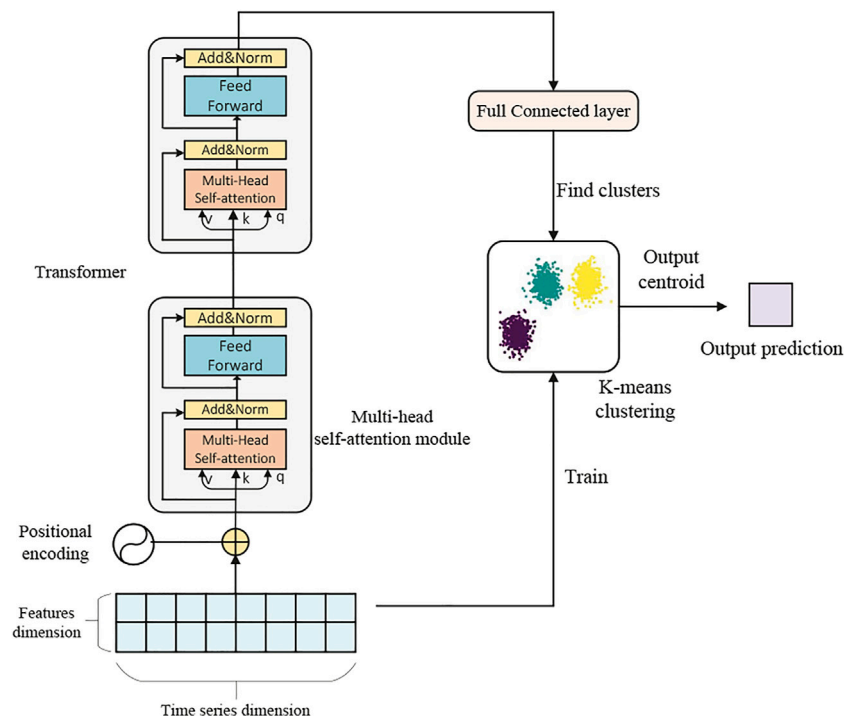 Add&Norm
Feed
Forward
Add&Norm
Multi-Head
Self-attention
v k q
Transformer
Add&Norm
Feed
Forward
Add&Norm
Multi-Head
Self-attention
v k q
Multi-head
self-attention module
Positional
encoding
Features
dimension
Time series dimension
Full Connected layer
Find clusters
Output
centroid
Output prediction
K-means
clustering
Train